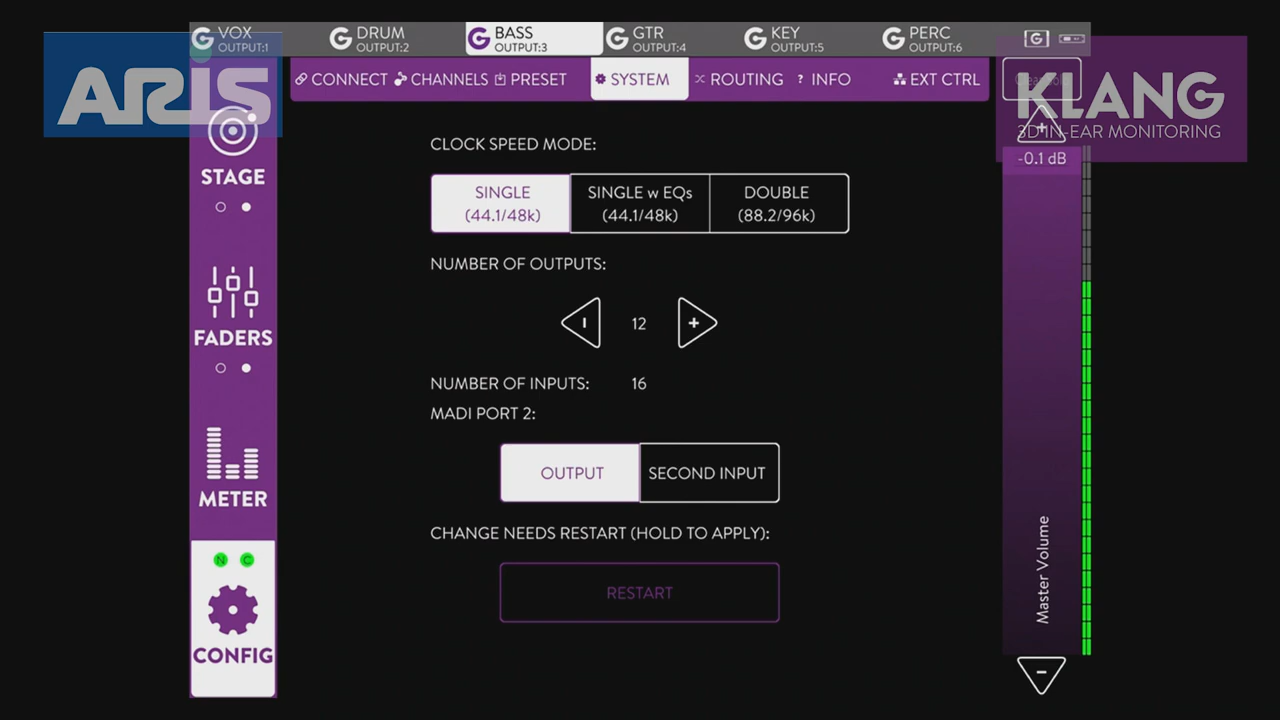 VOX
OUTPUT:1
DRUM
OUTPUT:2
BASS
OUTPUT:3
GTR
OUTPUT:4
KEY
OUTPUT:5
PERC
OUTPUT:6
ARIS
CONNECT
CHANNELS
PRESET
SYSTEM
ROUTING
? INFO
EXT CTRL
KLANG
3D IN-EAR MONITORING
+
-0.1 dB
STAGE
FADERS
METER
N C
CONFIG
CLOCK SPEED MODE:
SINGLE
(44.1/48k)
SINGLE w EQs
(44.1/48k)
DOUBLE
(88.2/96k)
NUMBER OF OUTPUTS:
12
+
NUMBER OF INPUTS: 16
MADI PORT 2:
OUTPUT
SECOND INPUT
CHANGE NEEDS RESTART (HOLD TO APPLY):
RESTART
Master Volume
-